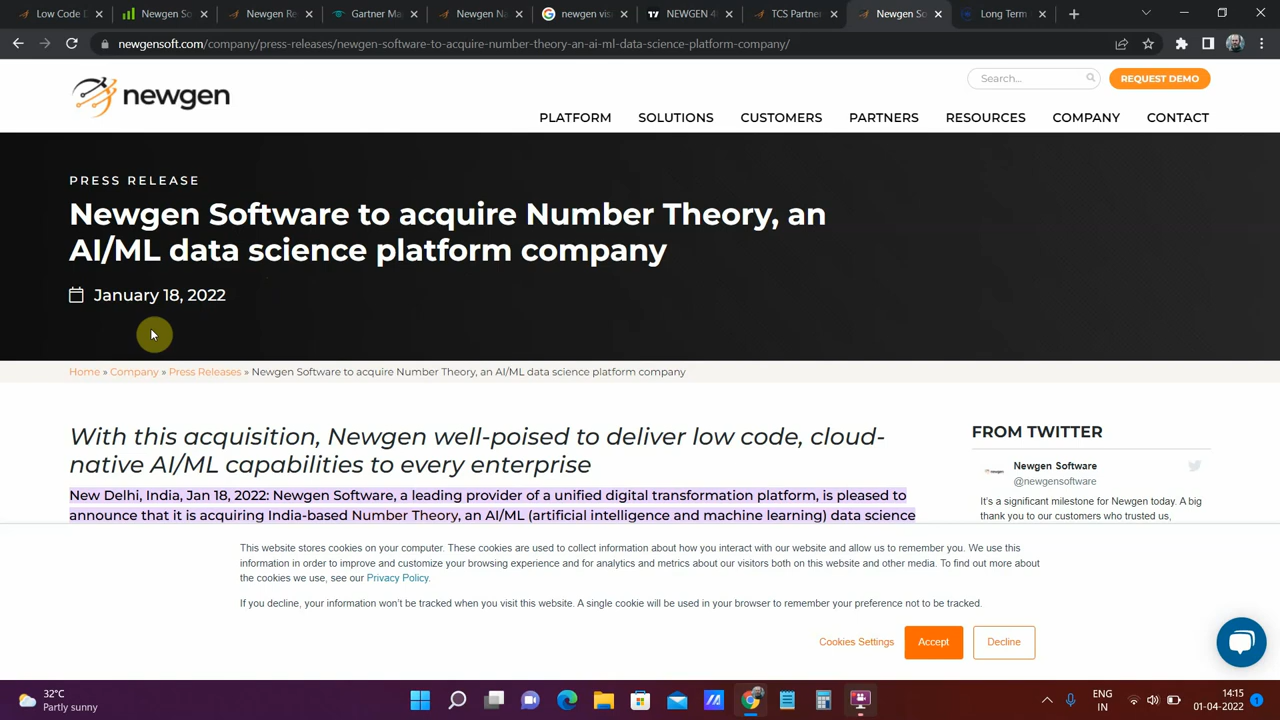 Low Code D
Newgen So
Newgen Re
Gartner Ma
Newgen Na
newgen visi
NEWGEN 4
TCS Partne
Newgen So
Long Term
newgensoft.com/company/press-releases/newgen-software-to-acquire-number-theory-an-ai-ml-data-science-platform-company/
newgen
Search...
REQUEST DEMO
PLATFORM SOLUTIONS CUSTOMERS PARTNERS RESOURCES COMPANY CONTACT
PRESS RELEASE
Newgen Software to acquire Number Theory, an
AI/ML data science platform company
January 18, 2022
Home » Company » Press Releases » Newgen Software to acquire Number Theory, an AI/ML data science platform company
With this acquisition, Newgen well-poised to deliver low code, cloud-
native AI/ML capabilities to every enterprise
New Delhi, India, Jan 18, 2022: Newgen Software, a leading provider of a unified digital transformation platform, is pleased to
announce that it is acquiring India-based Number Theory, an AI/ML (artificial intelligence and machine learning) data science
FROM TWITTER
Newgen Software
@newgensoftware
It's a significant milestone for Newgen today. A big
thank you to our customers who trusted us,
This website stores cookies on your computer. These cookies are used to collect information about how you interact with our website and allow us to remember you. We use this
information in order to improve and customize your browsing experience and for analytics and metrics about our visitors both on this website and other media. To find out more about
the cookies we use, see our Privacy Policy.
If you decline, your information won't be tracked when you visit this website. A single cookie will be used in your browser to remember your preference not to be tracked.
Cookies Settings
Accept
Decline
32°C
Partly sunny
ENG
IN
14:15
01-04-2022
1